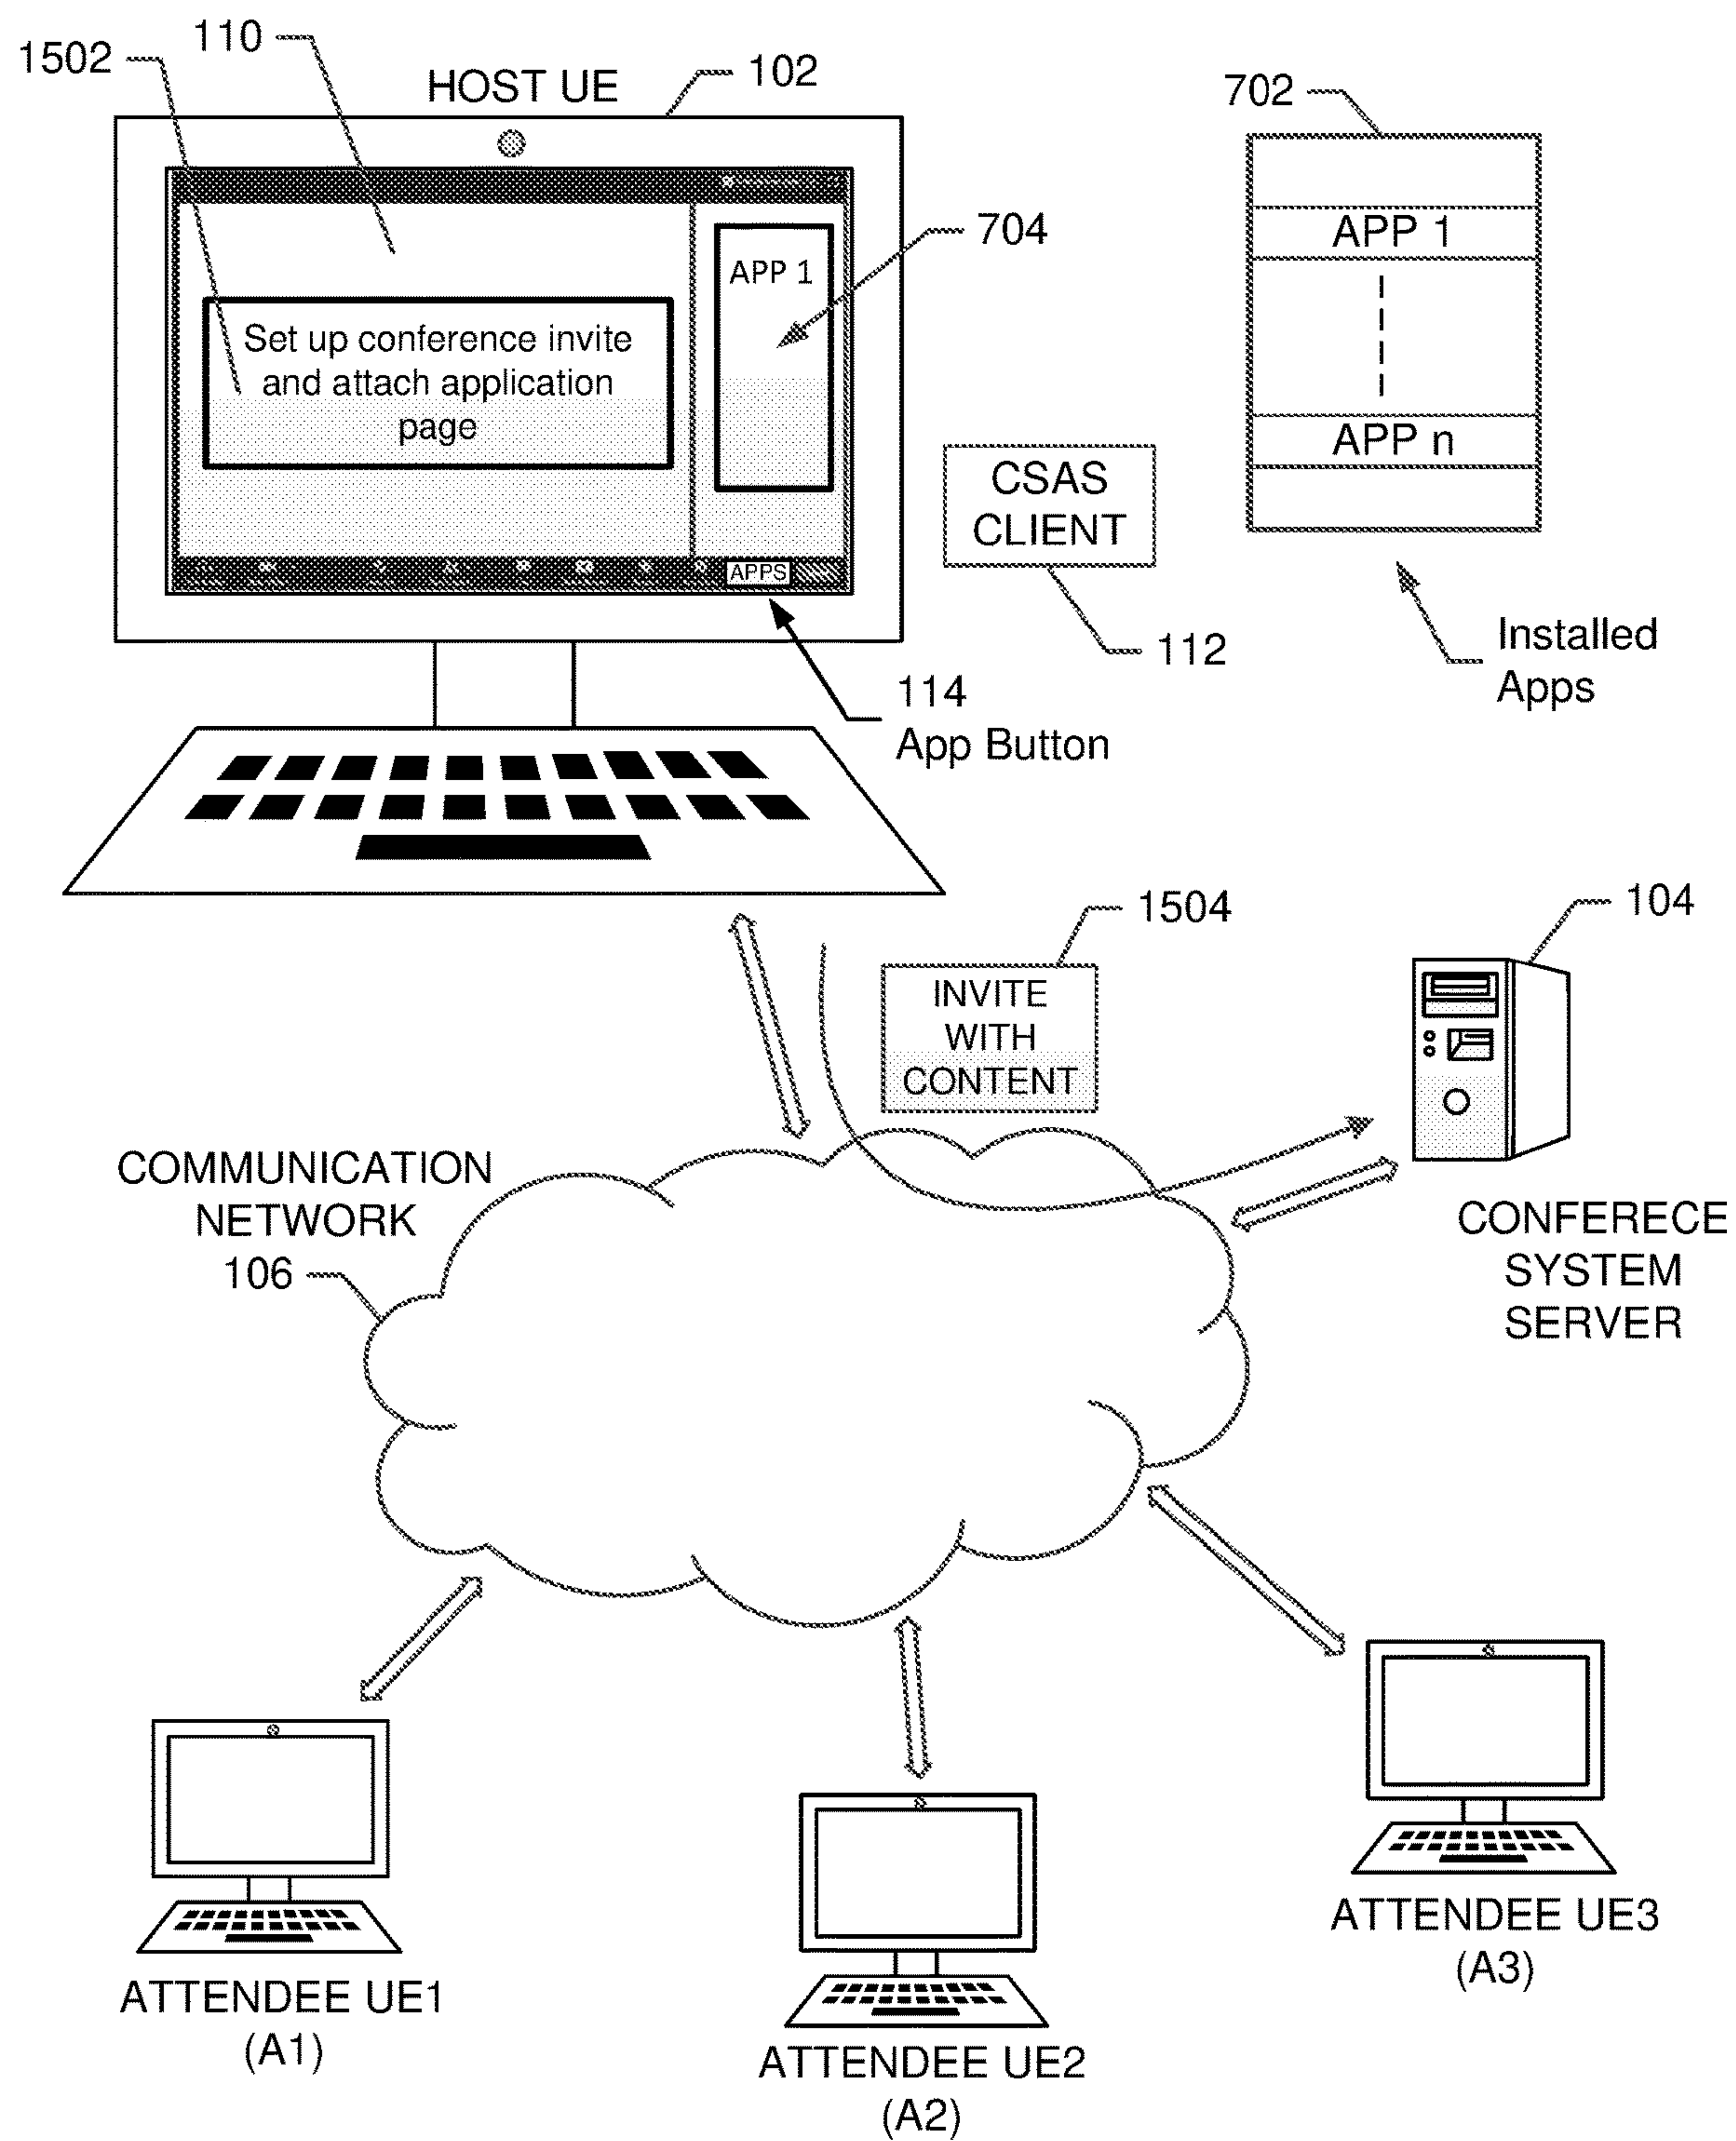 110
1502
HOST UE
102
702
704
APP 1
APP 1
Set up conference invite
and attach application
page
APP n
CSAS
CLIENT
APPS
112
Installed
Apps
114
App Button
1504
104
INVITE
WITH
CONTENT
COMMUNICATION
NETWORK
106
CONFERECE
SYSTEM
SERVER
ATTENDEE UE3
(A3)
ATTENDEE UE1
(A1)
ATTENDEE UE2
(A2)